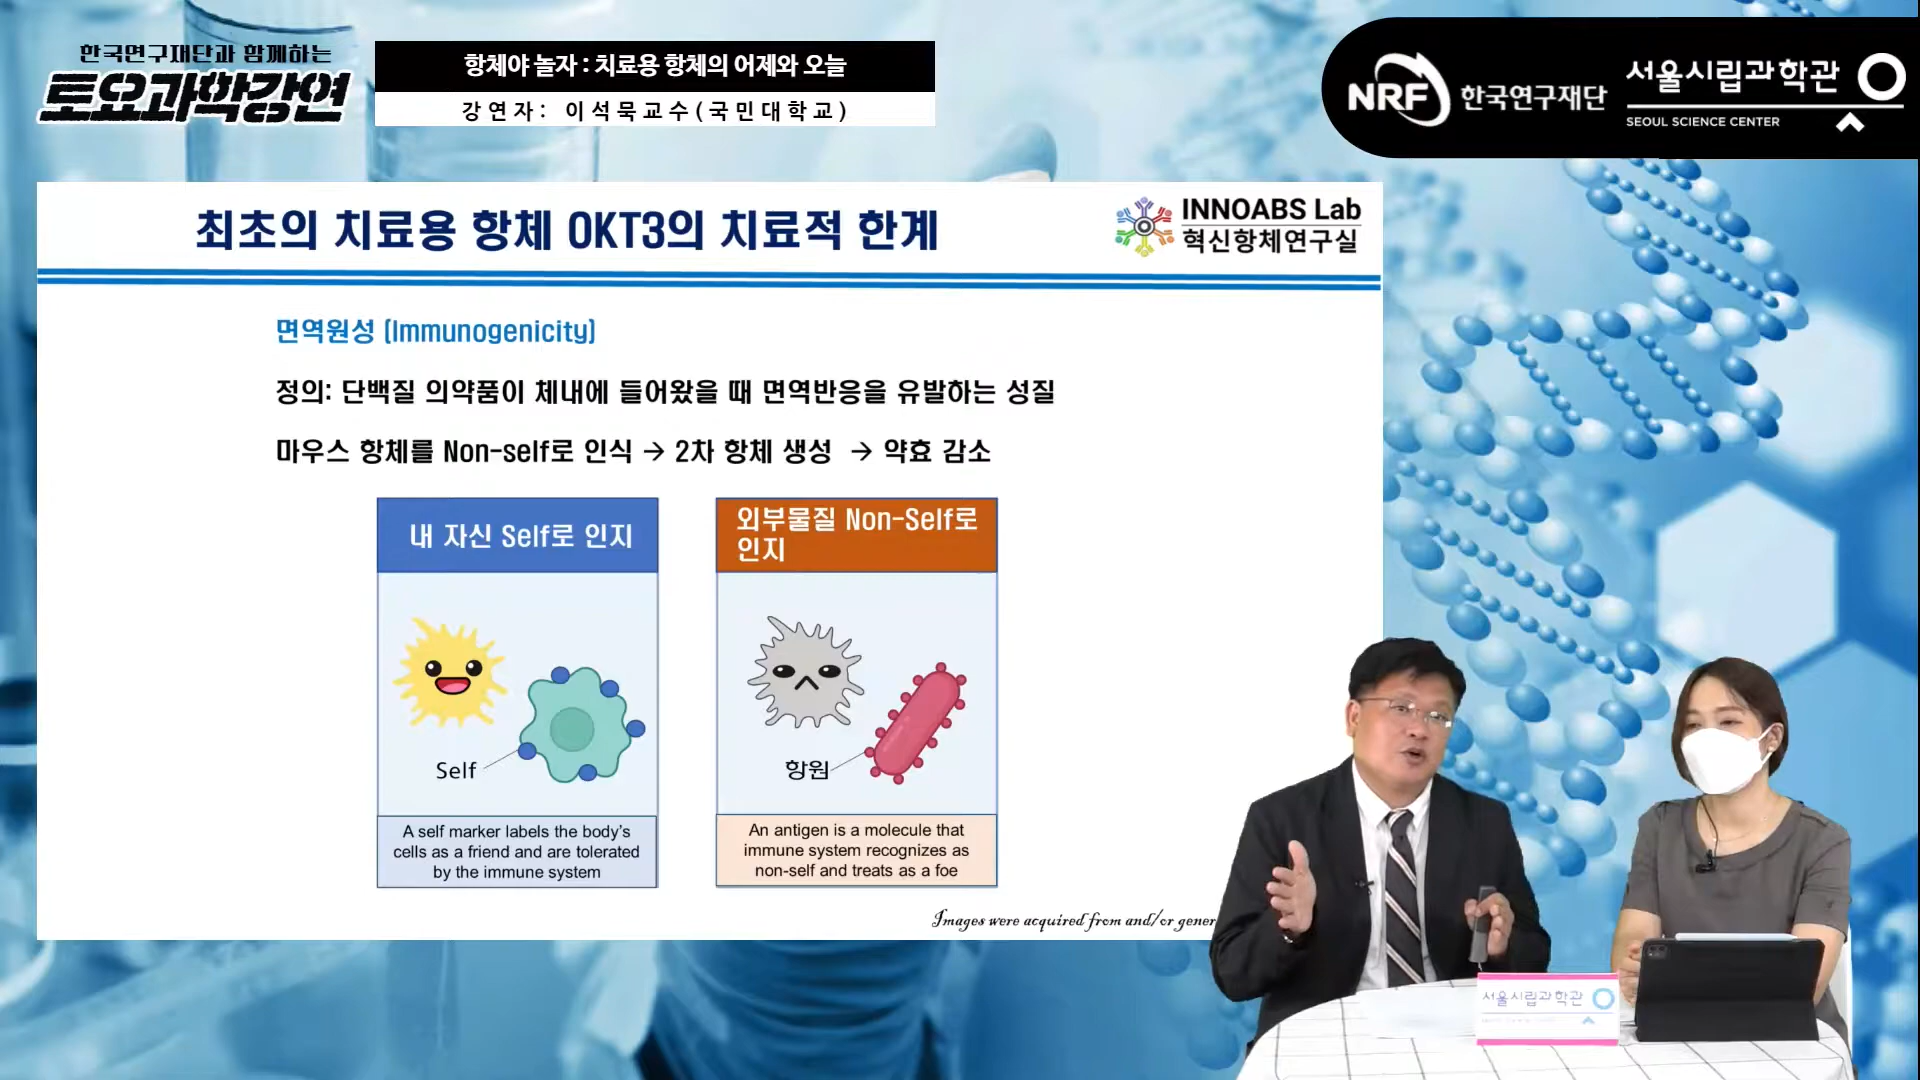 한국연구재단과 함께하는
토요과학강연
항체야 놀자 : 치료용 항체의 어제와 오늘
강연자: 이석묵교수(국민대학교)
NRF 한국연구재단
서울시립과학관
SEOUL SCIENCE CENTER
최초의 치료용 항체 OKT3의 치료적 한계
INNOABS Lab
혁신항체연구실
면역원성 (Immunogenicity)
정의: 단백질 의약품이 체내에 들어왔을 때 면역반응을 유발하는 성질
마우스 항체를 Non-self로 인식 → 2차 항체 생성 → 약효 감소
내 자신 Self로 인지
Self
A self marker labels the body's
cells as a friend and are tolerated
by the immune system
외부물질 Non-Self로
인지
항원
An antigen is a molecule that
immune system recognizes as
non-self and treats as a foe
Images were acquired from and/or gener
서울시립과학관